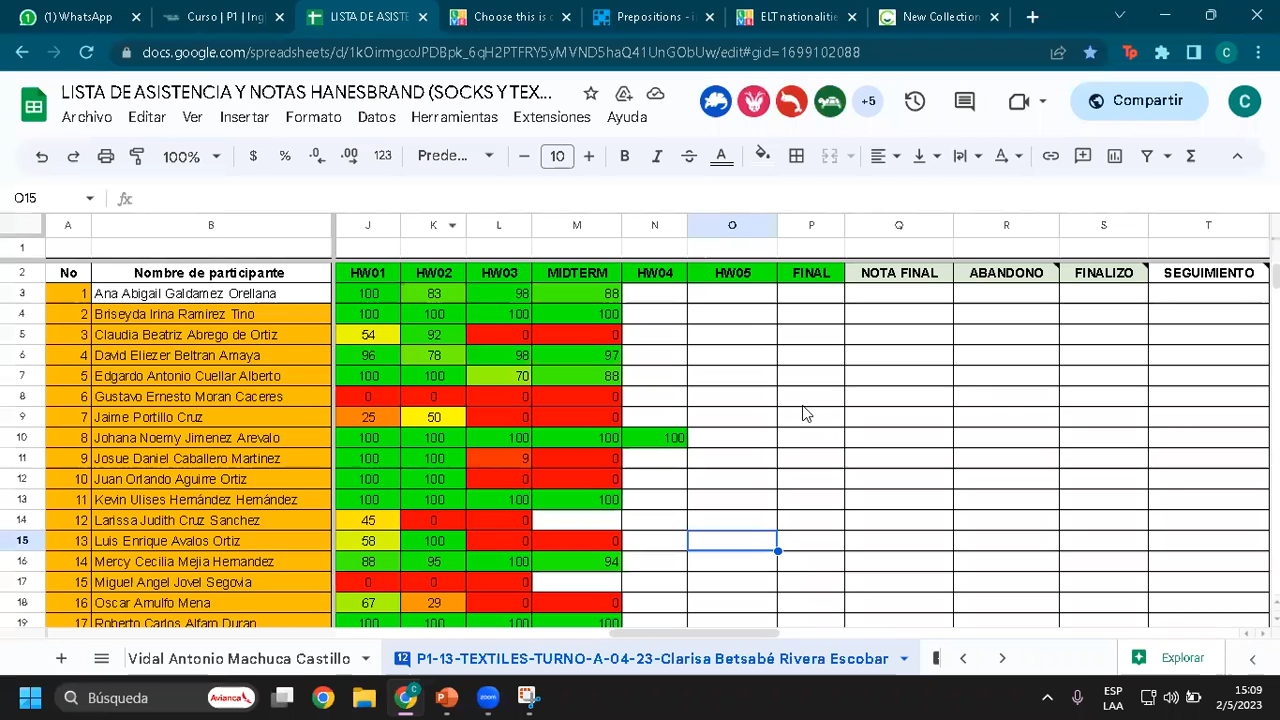 (1) WhatsApp
Curso | P1 | Ing
LISTA DE ASISTE
Choose this is c
Prepositions - i
ELT nationalitie
New Collection
docs.google.com/spreadsheets/d/1kOirmgcoJPDBpk_6qH2PTFRY5yMVND5haQ41UnGObUw/edit#gid=1699102088
C
LISTA DE ASISTENCIA Y NOTAS HANESBRAND (SOCKS Y TEX...
+5
Compartir
C
Archivo Editar Ver Insertar Formato Datos Herramientas Extensiones Ayuda
100% $ % .0 .00 123 Prede... − 10 + B I A Σ
O15 fx
A B J K L M N O P Q R S T
1
2 No Nombre de participante HW01 HW02 HW03 MIDTERM HW04 HW05 FINAL NOTA FINAL ABANDONO FINALIZO SEGUIMIENTO
3 1 Ana Abigail Galdamez Orellana 100 83 98 88
4 2 Briseyda Irina Ramirez Tino 100 100 100 100
5 3 Claudia Beatriz Abrego de Ortiz 54 92 0 0
6 4 David Eliezer Beltran Amaya 96 78 98 97
7 5 Edgardo Antonio Cuellar Alberto 100 100 70 88
8 6 Gustavo Ernesto Moran Caceres 0 0 0 0
9 7 Jaime Portillo Cruz 25 50 0 0
10 8 Johana Noemy Jimenez Arevalo 100 100 100 100 100
11 9 Josue Daniel Caballero Martinez 100 100 9 0
12 10 Juan Orlando Aguirre Ortiz 100 100 0 0
13 11 Kevin Ulises Hernández Hernández 100 100 100 100
14 12 Larissa Judith Cruz Sanchez 45 0 0
15 13 Luis Enrique Avalos Ortiz 58 100 0 0
16 14 Mercy Cecilia Mejia Hernandez 88 95 100 94
17 15 Miguel Angel Jovel Segovia 0 0 0
18 16 Oscar Arnulfo Mena 67 29 0 0
19 17 Roberto Carlos Alfaro Duran 100 100 100 100
Vidal Antonio Machuca Castillo 12 P1-13-TEXTILES-TURNO-A-04-23-Clarisa Betsabé Rivera Escobar Explorar
Búsqueda Avianca ESP 15:09
LAA 2/5/2023